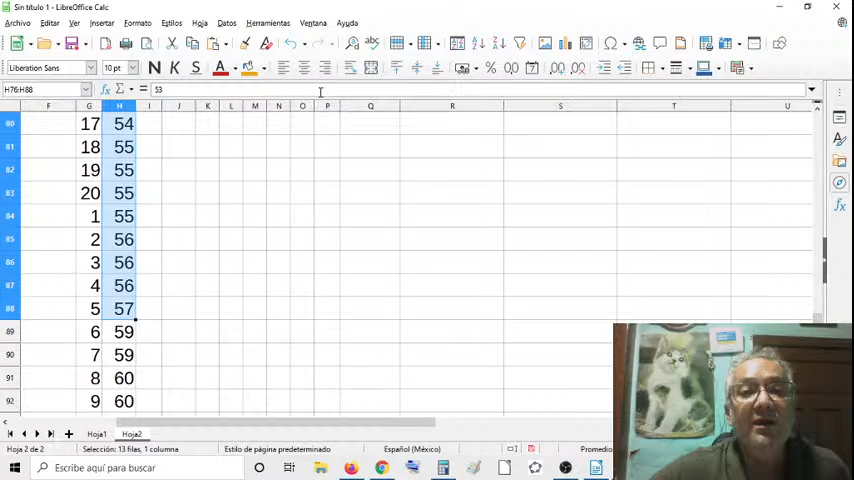 Sin título 1 - LibreOffice Calc
Archivo Editar Ver Insertar Formato Estilos Hoja Datos Herramientas Ventana Ayuda
Liberation Sans 10 pt N K S A
H76:H88 fx Σ = 53
F G H I J K L M N O P Q R S T U
80 17 54
81 18 55
82 19 55
83 20 55
84 1 55
85 2 56
86 3 56
87 4 56
88 5 57
89 6 59
90 7 59
91 8 60
92 9 60
Hoja1 Hoja2
Hoja 2 de 2 Selección: 13 filas, 1 columna Estilo de página predeterminado Español (México) Promedio
Escribe aquí para buscar